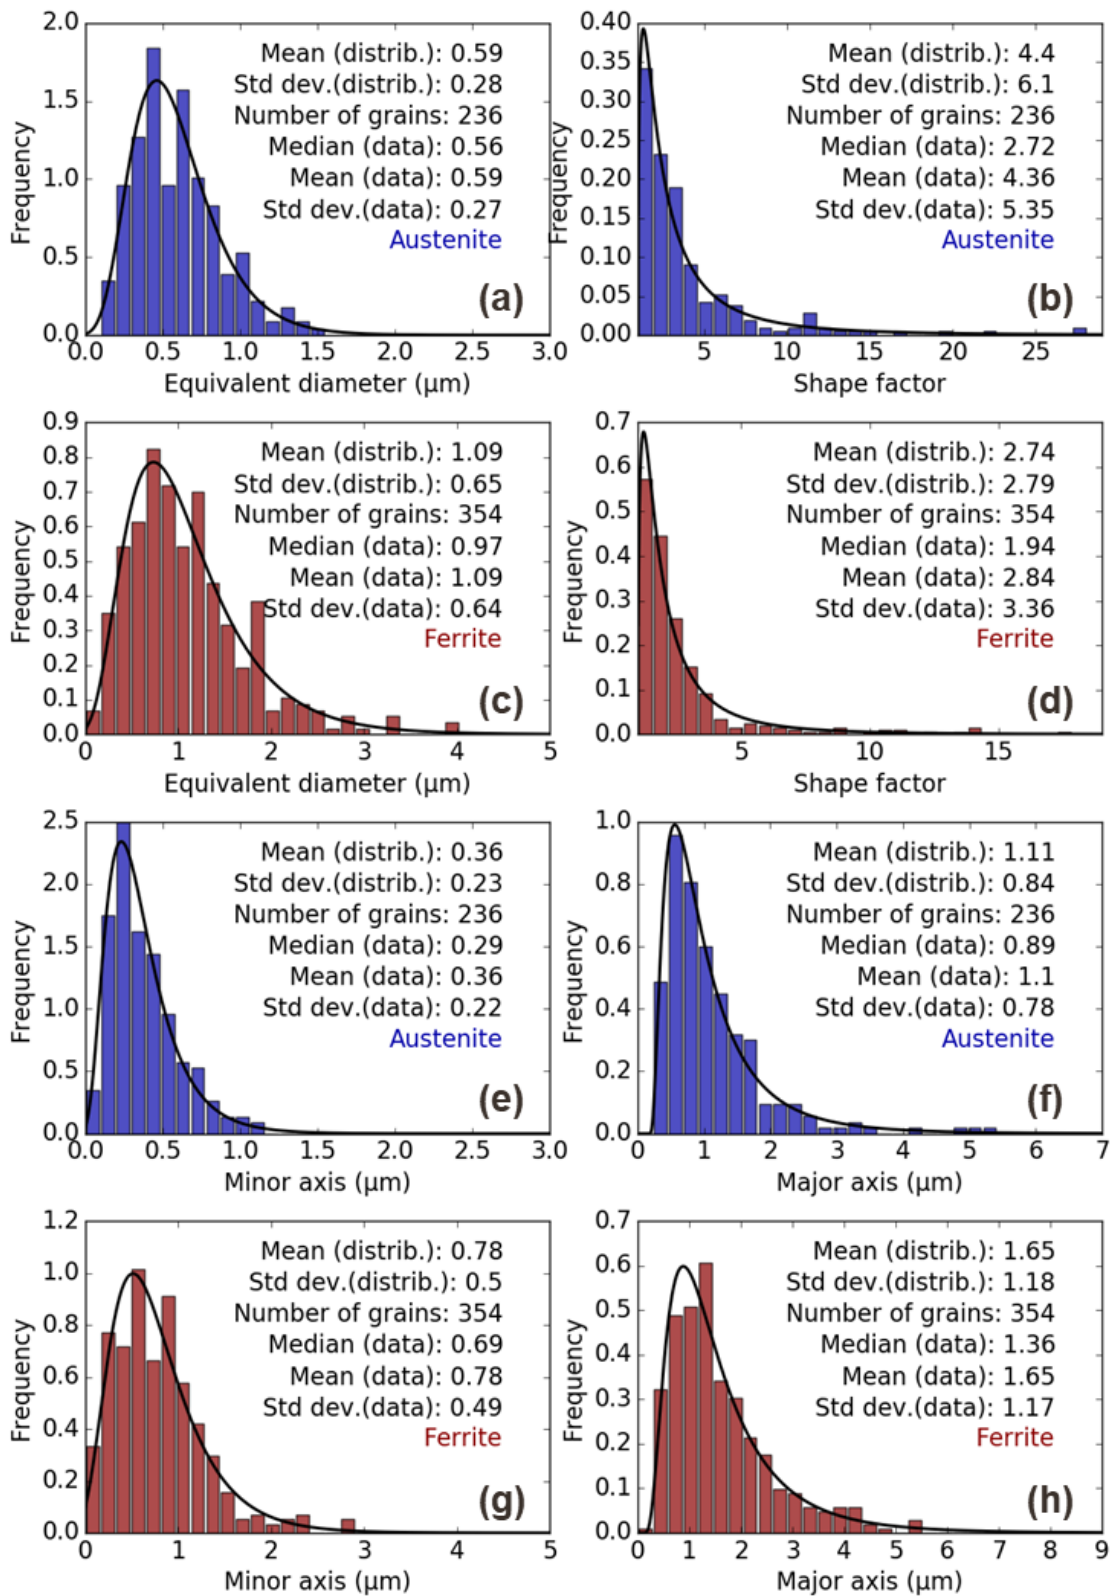 2.0
1.5
1.0
0.5
0.0
Frequency
Mean (distrib.): 0.59
Std dev.(distrib.): 0.28
Number of grains: 236
Median (data): 0.56
Mean (data): 0.59
Std dev.(data): 0.27
Austenite
(a)
0.0 0.5 1.0 1.5 2.0 2.5 3.0
Equivalent diameter (μm)
0.40
0.35
0.30
0.25
0.20
0.15
0.10
0.05
0.00
Frequency
Mean (distrib.): 4.4
Std dev.(distrib.): 6.1
Number of grains: 236
Median (data): 2.72
Mean (data): 4.36
Std dev.(data): 5.35
Austenite
(b)
5 10 15 20 25
Shape factor
0.9
0.8
0.7
0.6
0.5
0.4
0.3
0.2
0.1
0.0
Frequency
Mean (distrib.): 1.09
Std dev.(distrib.): 0.65
Number of grains: 354
Median (data): 0.97
Mean (data): 1.09
Std dev.(data): 0.64
Ferrite
(c)
0 1 2 3 4 5
Equivalent diameter (μm)
0.7
0.6
0.5
0.4
0.3
0.2
0.1
0.0
Frequency
Mean (distrib.): 2.74
Std dev.(distrib.): 2.79
Number of grains: 354
Median (data): 1.94
Mean (data): 2.84
Std dev.(data): 3.36
Ferrite
(d)
5 10 15
Shape factor
2.5
2.0
1.5
1.0
0.5
0.0
Frequency
Mean (distrib.): 0.36
Std dev.(distrib.): 0.23
Number of grains: 236
Median (data): 0.29
Mean (data): 0.36
Std dev.(data): 0.22
Austenite
(e)
0.0 0.5 1.0 1.5 2.0 2.5 3.0
Minor axis (μm)
1.0
0.8
0.6
0.4
0.2
0.0
Frequency
Mean (distrib.): 1.11
Std dev.(distrib.): 0.84
Number of grains: 236
Median (data): 0.89
Mean (data): 1.1
Std dev.(data): 0.78
Austenite
(f)
0 1 2 3 4 5 6 7
Major axis (μm)
1.2
1.0
0.8
0.6
0.4
0.2
0.0
Frequency
Mean (distrib.): 0.78
Std dev.(distrib.): 0.5
Number of grains: 354
Median (data): 0.69
Mean (data): 0.78
Std dev.(data): 0.49
Ferrite
(g)
0 1 2 3 4 5
Minor axis (μm)
0.7
0.6
0.5
0.4
0.3
0.2
0.1
0.0
Frequency
Mean (distrib.): 1.65
Std dev.(distrib.): 1.18
Number of grains: 354
Median (data): 1.36
Mean (data): 1.65
Std dev.(data): 1.17
Ferrite
(h)
0 1 2 3 4 5 6 7 8 9
Major axis (μm)